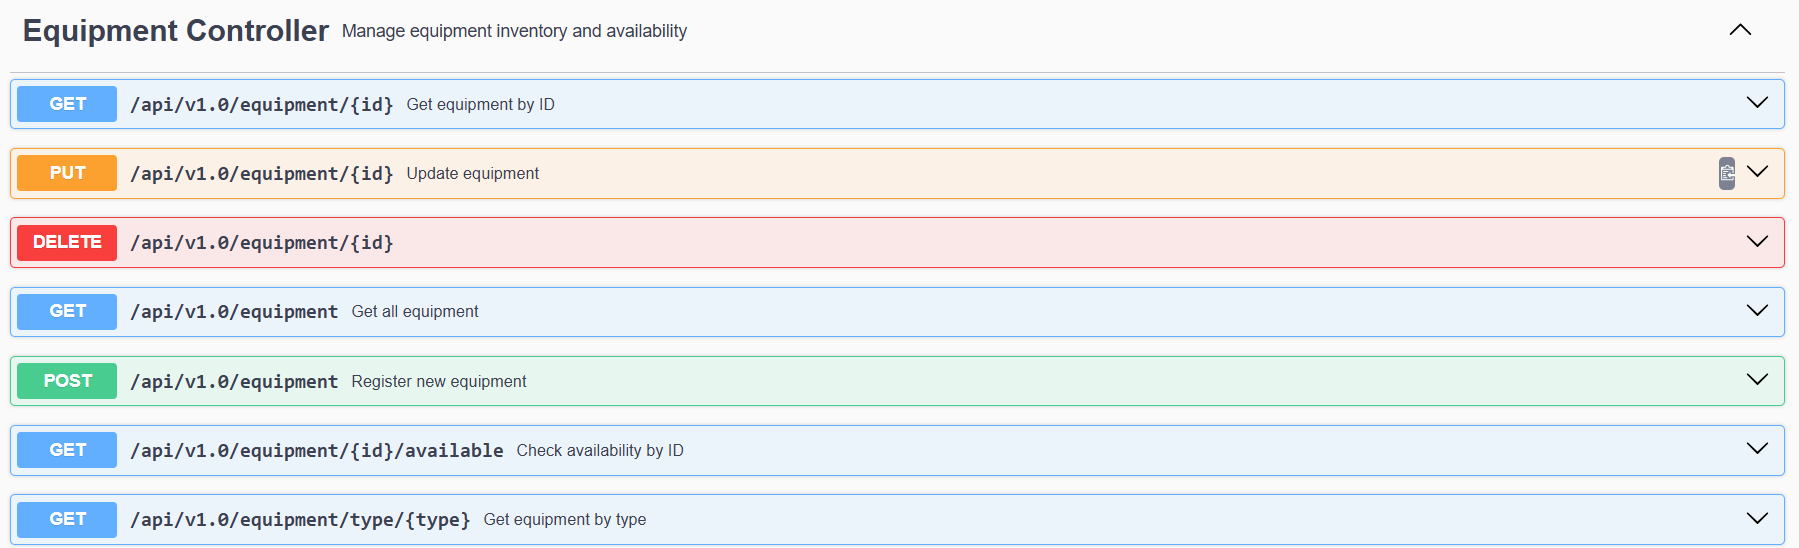 Equipment Controller Manage equipment inventory and availability
GET /api/v1.0/equipment/{id} Get equipment by ID
PUT /api/v1.0/equipment/{id} Update equipment
DELETE /api/v1.0/equipment/{id}
GET /api/v1.0/equipment Get all equipment
POST /api/v1.0/equipment Register new equipment
GET /api/v1.0/equipment/{id}/available Check availability by ID
GET /api/v1.0/equipment/type/{type} Get equipment by type